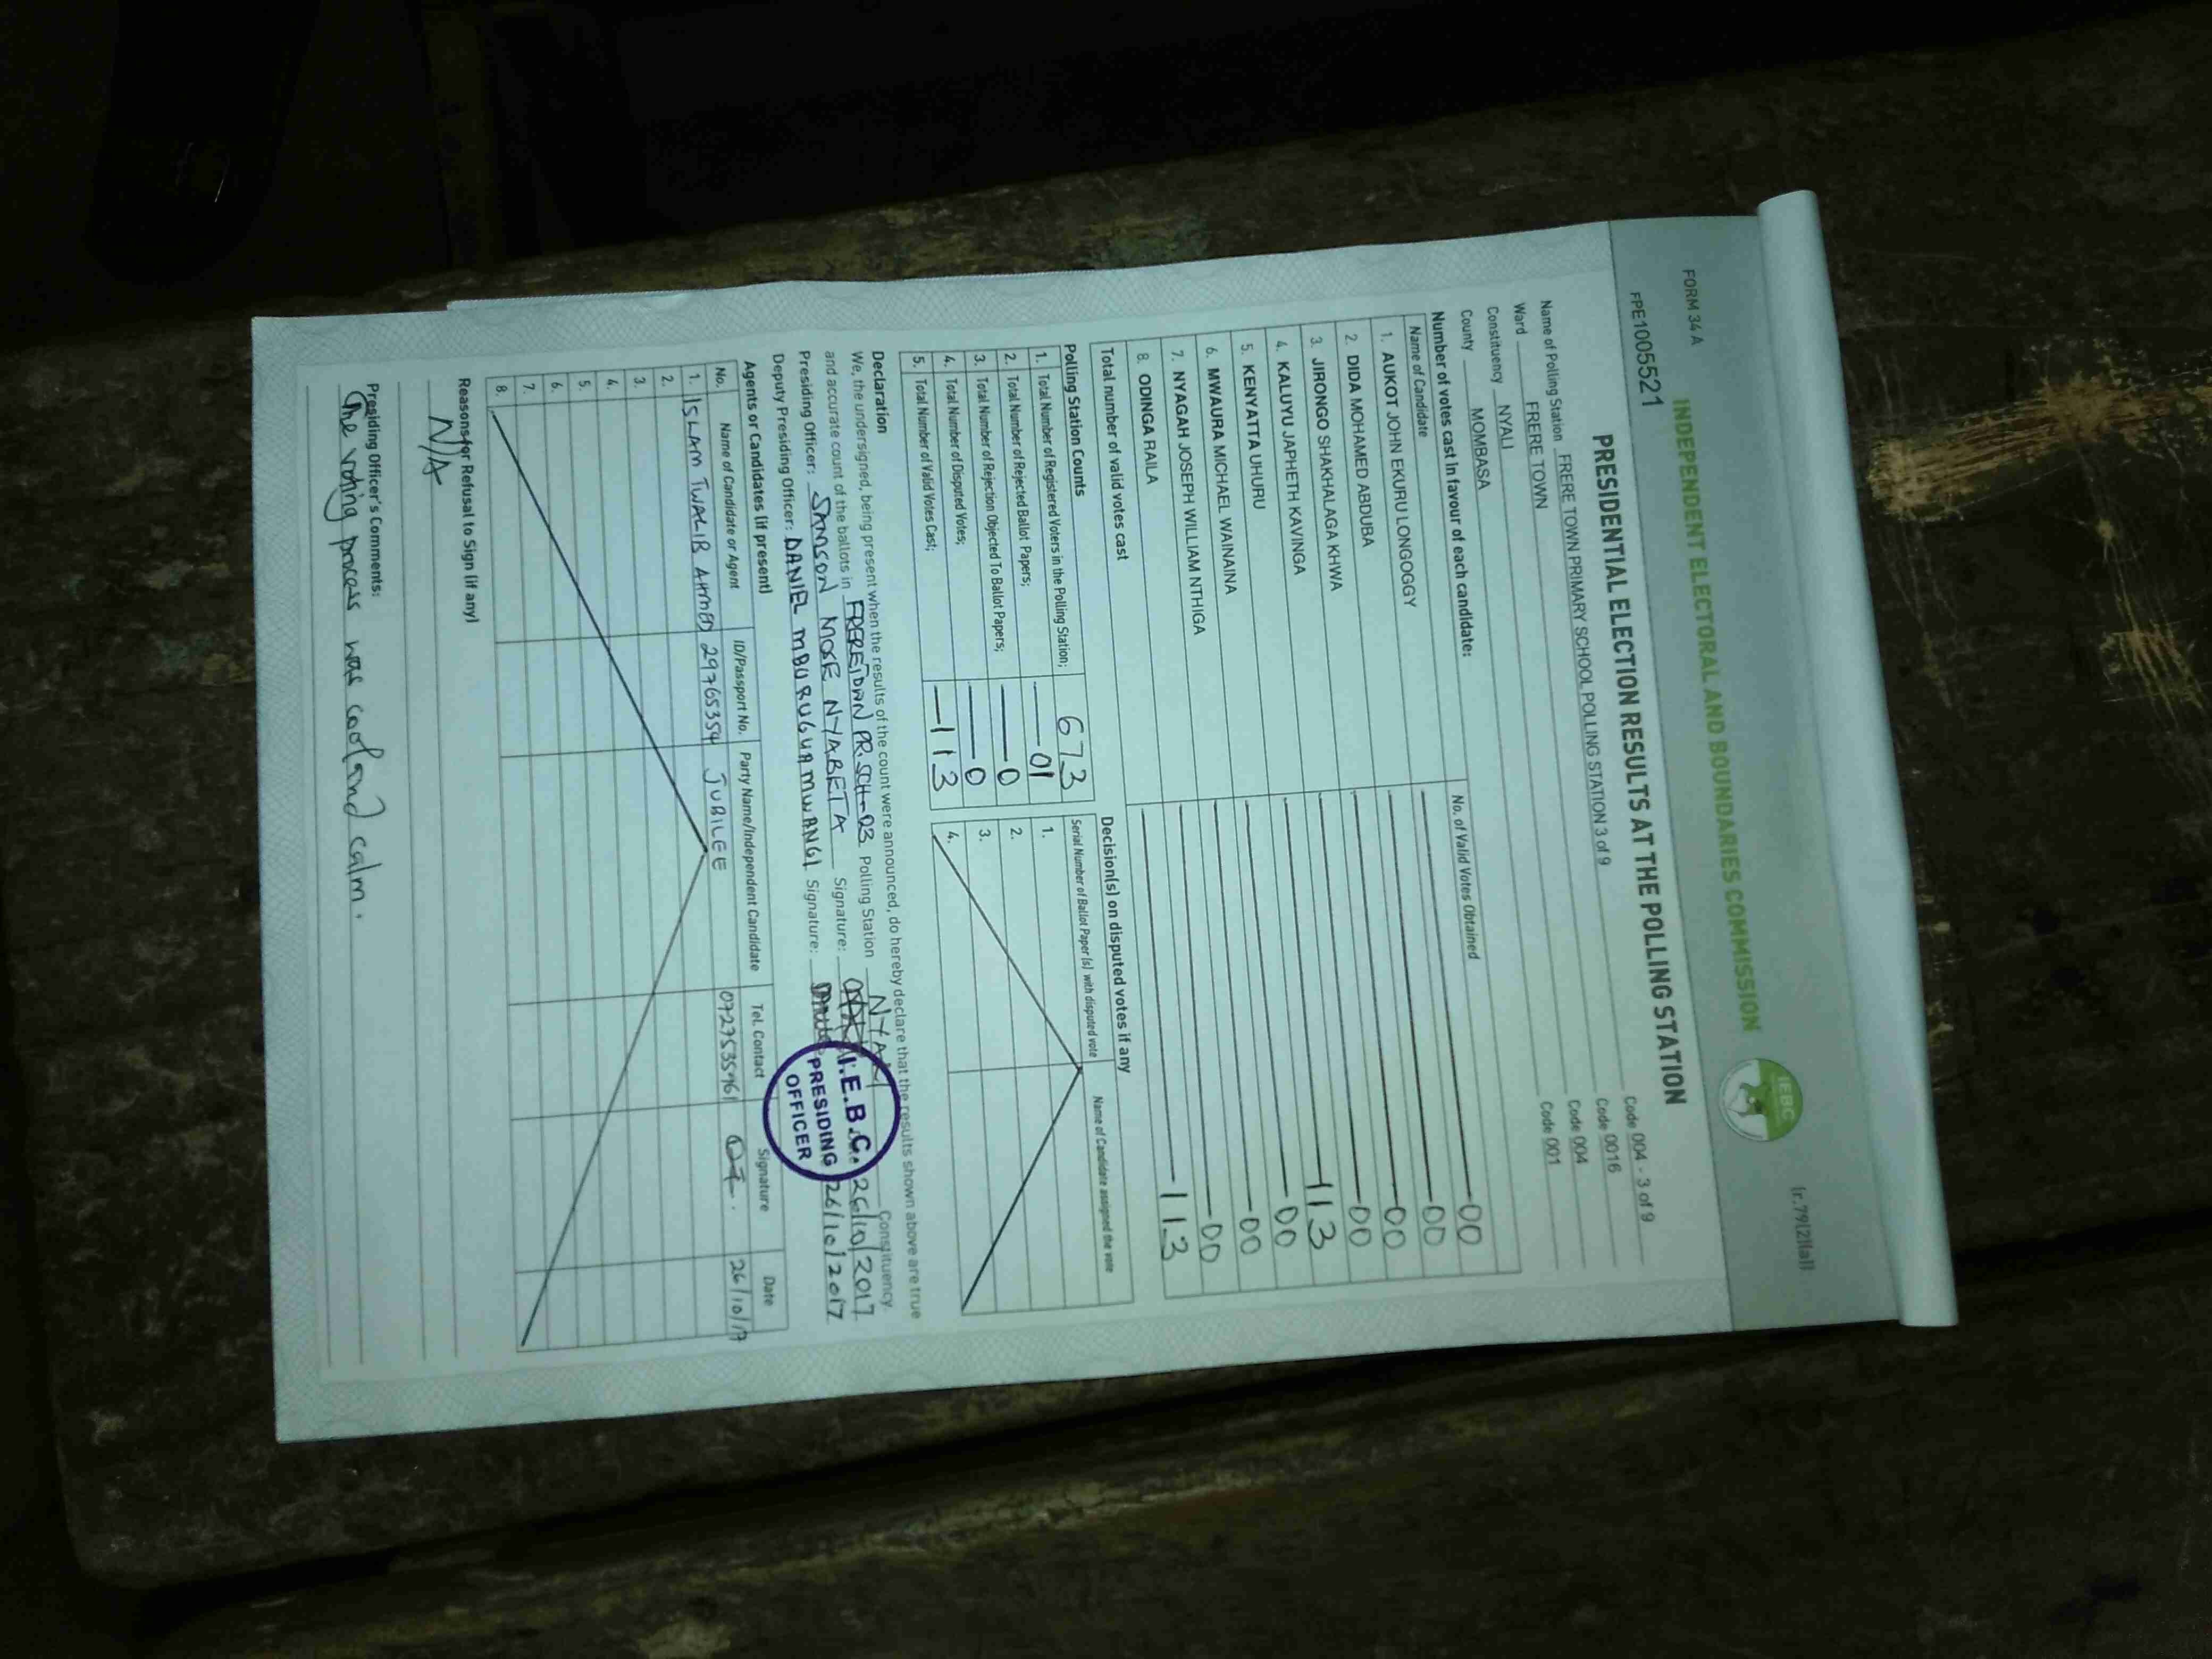 FORM 34 A
(r.79(2)(a))
INDEPENDENT ELECTORAL AND BOUNDARIES COMMISSION
IEBC
FPE1005521
PRESIDENTIAL ELECTION RESULTS AT THE POLLING STATION
Name of Polling Station FRERE TOWN PRIMARY SCHOOL POLLING STATION 3 of 9 Code 004 - 3 of 9
Ward FRERE TOWN Code 0016
Constituency NYALI Code 004
County MOMBASA Code 001
Number of votes cast in favour of each candidate:
Name of Candidate No. of Valid Votes Obtained
1. AUKOT JOHN EKURU LONGOGGY 00
2. DIDA MOHAMED ABDUBA 00
3. JIRONGO SHAKHALAGA KHWA 00
4. KALUYU JAPHETH KAVINGA 00
5. KENYATTA UHURU 113
6. MWAURA MICHAEL WAINAINA 00
7. NYAGAH JOSEPH WILLIAM NTHIGA 00
8. ODINGA RAILA 00
Total number of valid votes cast 113
Polling Station Counts
1. Total Number of Registered Voters in the Polling Station; 673
2. Total Number of Rejected Ballot Papers; 01
3. Total Number of Rejection Objected To Ballot Papers; 0
4. Total Number of Disputed Votes; 0
5. Total Number of Valid Votes Cast; 113
Decision(s) on disputed votes if any
Serial Number of Ballot Paper (s) with disputed vote Name of Candidate assigned the vote
1.
2.
3.
4.
Declaration
We, the undersigned, being present when the results of the count were announced, do hereby declare that the results shown above are true
and accurate count of the ballots in FRERETOWN PR SCH-03 Polling Station NYALI Constituency.
Presiding Officer: SAMSON MOSE NYABETA Signature: 26/10/2017
Deputy Presiding Officer: DANIEL MBURUGUA MWANGI Signature: 26/10/2017
I.E.B.C.
PRESIDING
OFFICER
Agents or Candidates (if present)
No. Name of Candidate or Agent ID/Passport No. Party Name/Independent Candidate Tel. Contact Signature Date
1. ISLAM TWALIB AHMED 29765354 JUBILEE 0727535961 26/10/17
2.
3.
4.
5.
6.
7.
8.
Reasons for Refusal to Sign (if any)
N/A
Presiding Officer's Comments:
The voting process was cool and calm.